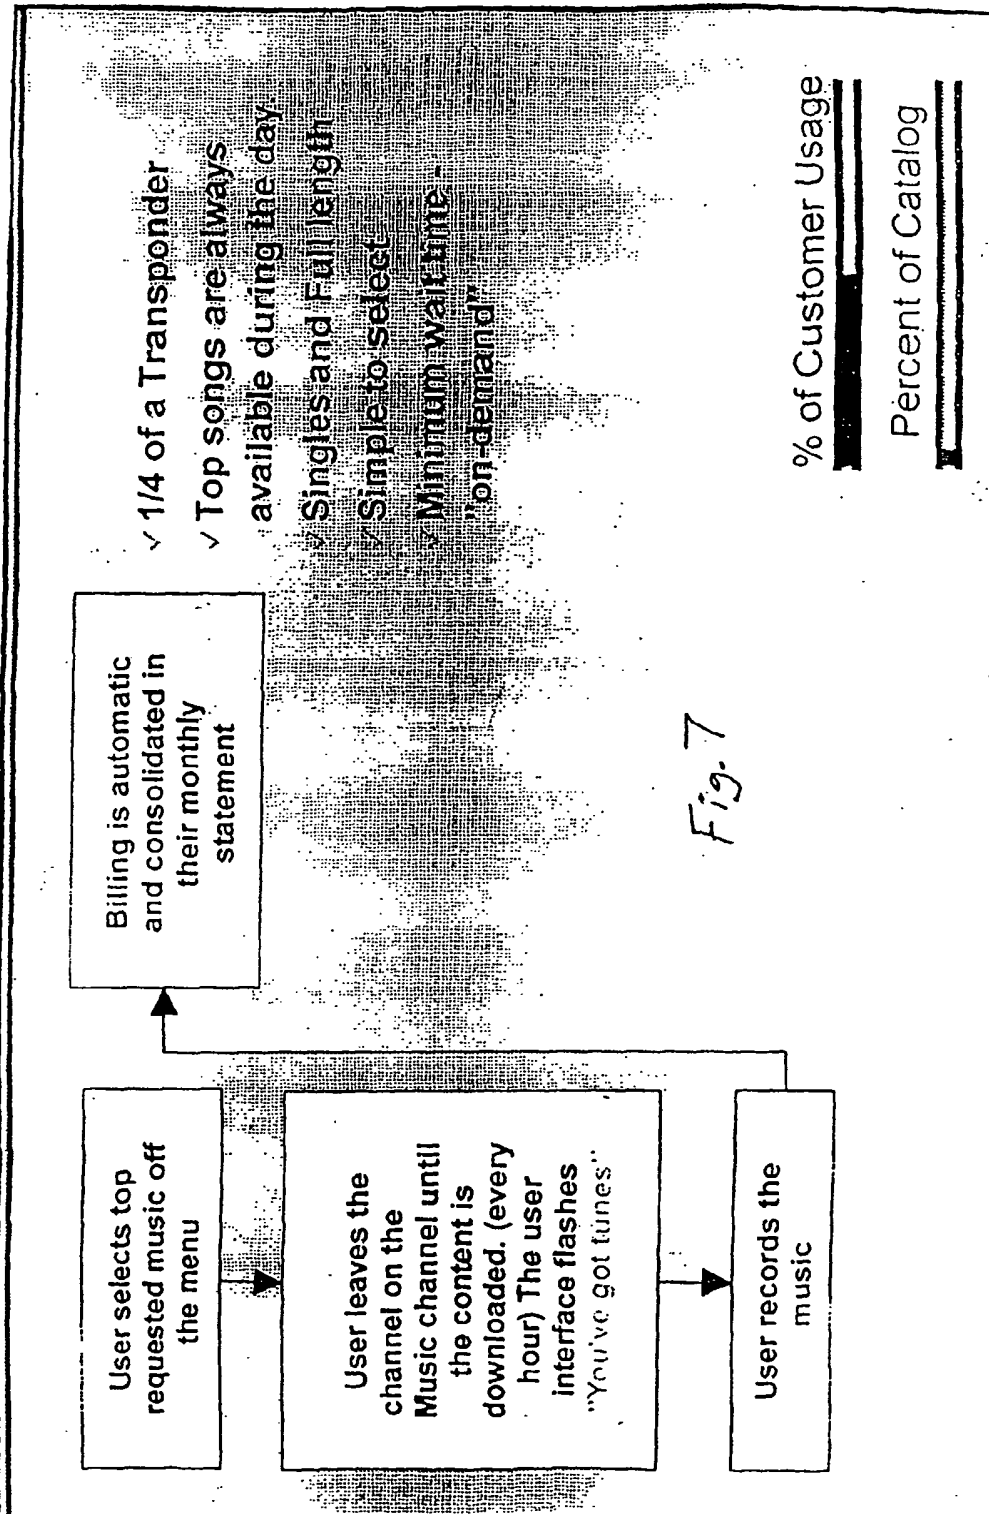 User selects top
requested music off
the menu
User leaves the
channel on the
Music channel until
the content is
downloaded. (every
hour) The user
interface flashes
"You've got tunes"
User records the
music
Billing is automatic
and consolidated in
their monthly
statement
✓ 1/4 of a Transponder
✓ Top songs are always
available during the day
✓ Singles and Full length
✓ Simple to select
✓ Minimum wait time -
"on-demand"
% of Customer Usage
Percent of Catalog
Fig. 7